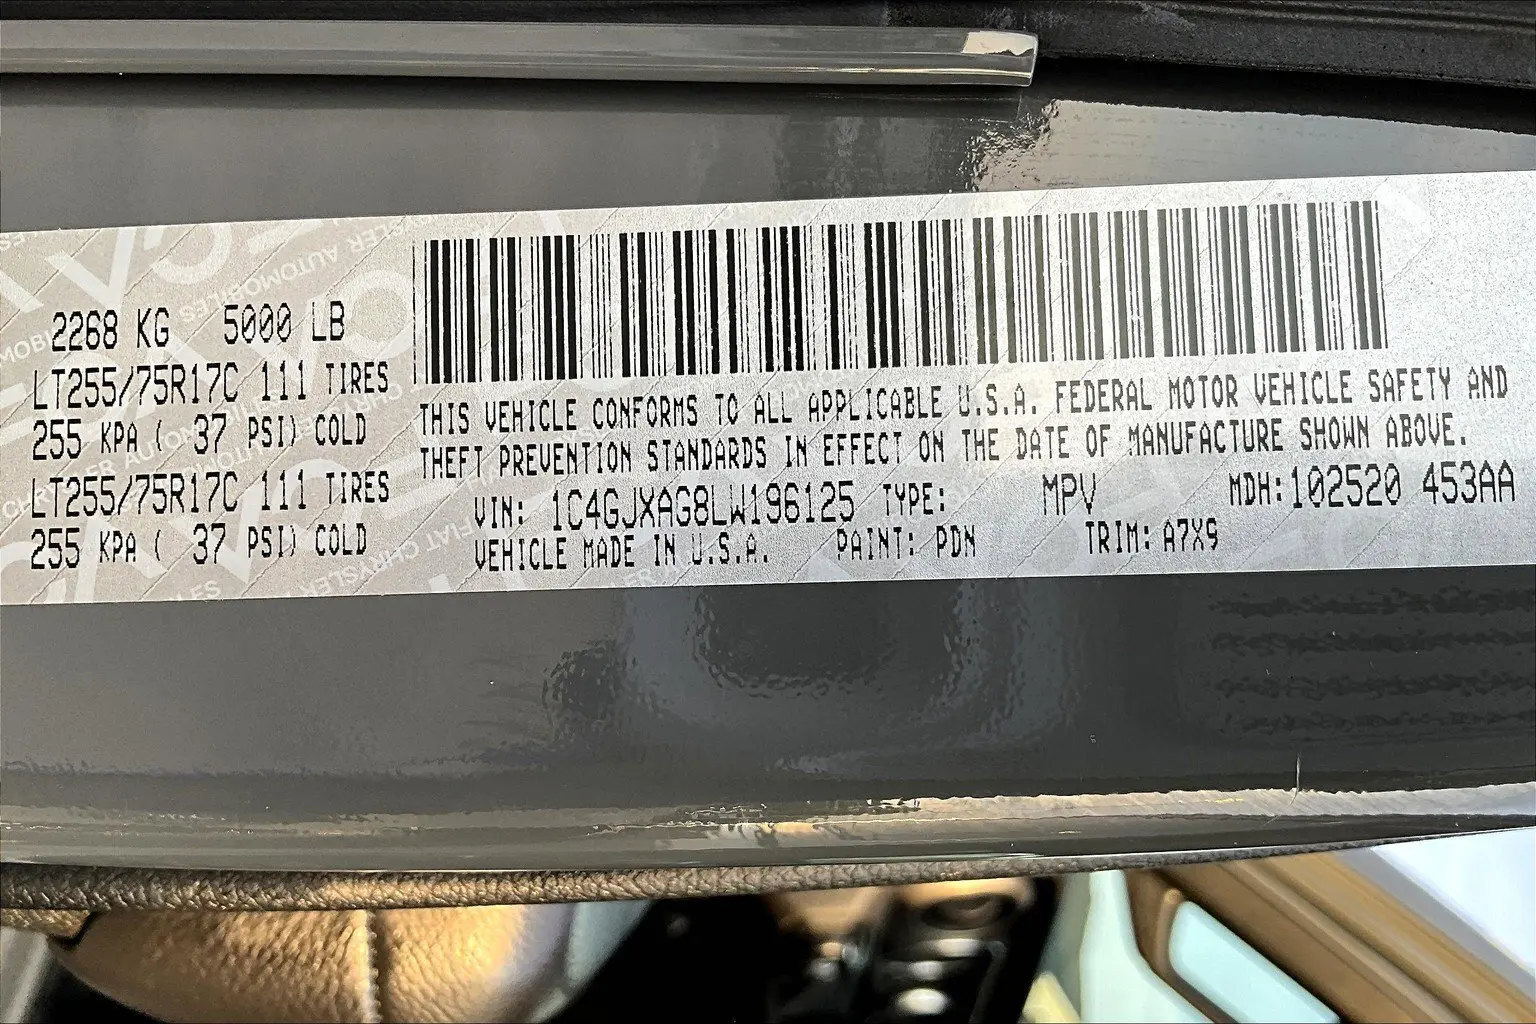 2268 KG 5000 LB
LT255/75R17C 111 TIRES
255 KPA ( 37 PSI) COLD
LT255/75R17C 111 TIRES
255 KPA ( 37 PSI) COLD
THIS VEHICLE CONFORMS TO ALL APPLICABLE U.S.A. FEDERAL MOTOR VEHICLE SAFETY AND
THEFT PREVENTION STANDARDS IN EFFECT ON THE DATE OF MANUFACTURE SHOWN ABOVE.
VIN: 1C4GJXAG8LW196125 TYPE: MPV MDH:102520 453AA
VEHICLE MADE IN U.S.A. PAINT: PDN TRIM: A7X9